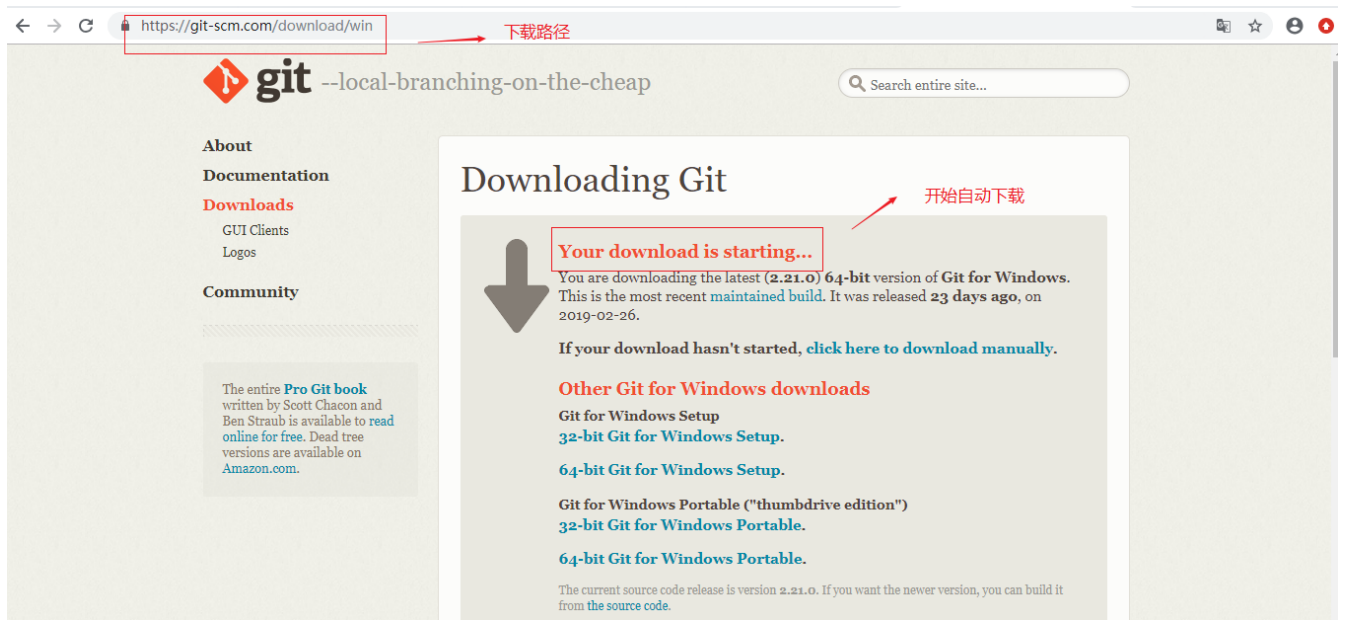 https://git-scm.com/download/win
下载路径
git --local-branching-on-the-cheap
Search entire site...
About
Documentation
Downloads
GUI Clients
Logos
Community
The entire Pro Git book
written by Scott Chacon and
Ben Straub is available to read
online for free. Dead tree
versions are available on
Amazon.com.
Downloading Git
开始自动下载
Your download is starting...
You are downloading the latest (2.21.0) 64-bit version of Git for Windows.
This is the most recent maintained build. It was released 23 days ago, on
2019-02-26.
If your download hasn't started, click here to download manually.
Other Git for Windows downloads
Git for Windows Setup
32-bit Git for Windows Setup.
64-bit Git for Windows Setup.
Git for Windows Portable ("thumbdrive edition")
32-bit Git for Windows Portable.
64-bit Git for Windows Portable.
The current source code release is version 2.21.0. If you want the newer version, you can build it
from the source code.